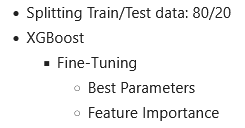 • Splitting Train/Test data: 80/20
• XGBoost
▪ Fine-Tuning
○ Best Parameters
○ Feature Importance